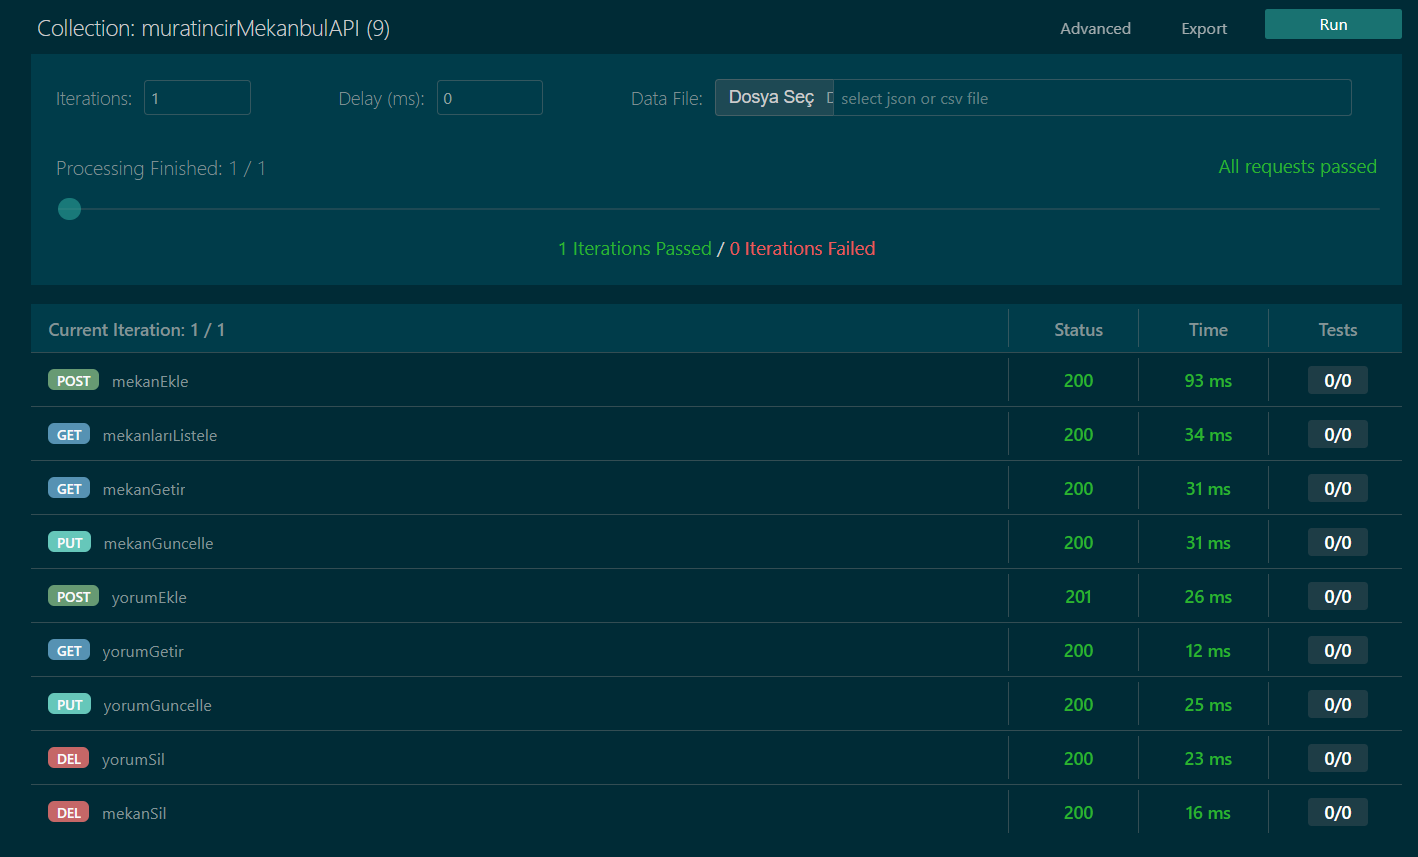 Collection: muratincirMekanbulAPI (9) Advanced Export Run
Iterations: 1 Delay (ms): 0 Data File: Dosya Seç select json or csv file
Processing Finished: 1 / 1 All requests passed
1 Iterations Passed / 0 Iterations Failed
Current Iteration: 1 / 1 Status Time Tests
POST mekanEkle 200 93 ms 0/0
GET mekanlarıListele 200 34 ms 0/0
GET mekanGetir 200 31 ms 0/0
PUT mekanGuncelle 200 31 ms 0/0
POST yorumEkle 201 26 ms 0/0
GET yorumGetir 200 12 ms 0/0
PUT yorumGuncelle 200 25 ms 0/0
DEL yorumSil 200 23 ms 0/0
DEL mekanSil 200 16 ms 0/0